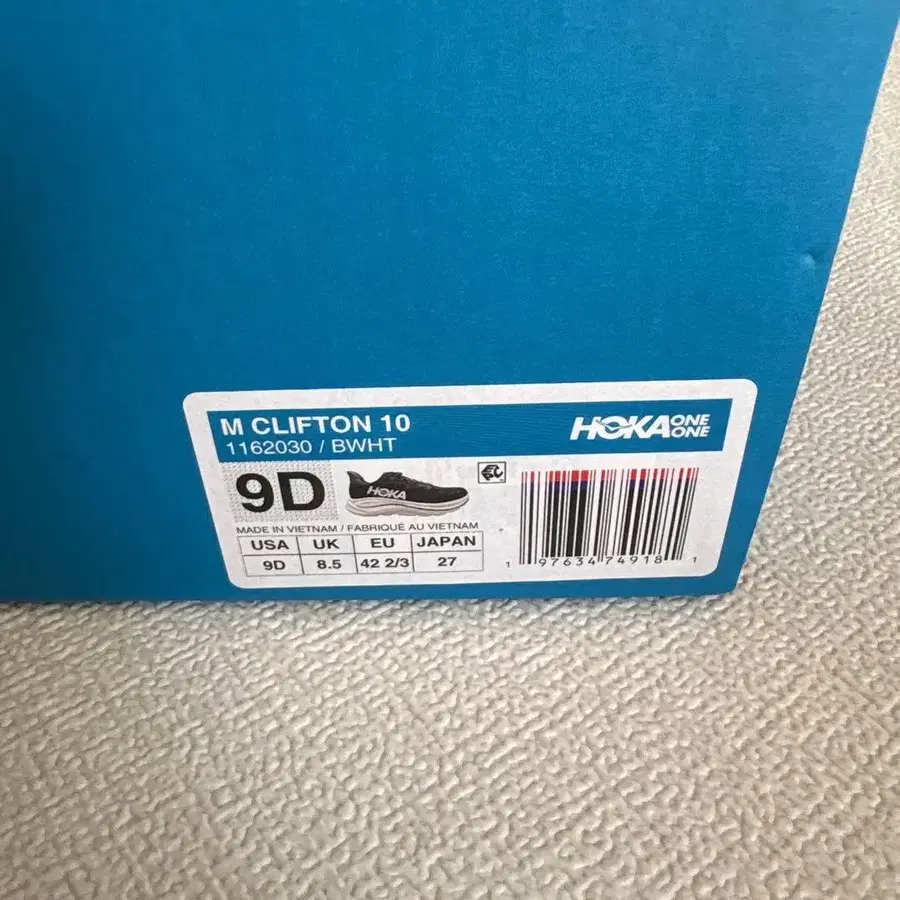 M CLIFTON 10
1162030 / BWHT
HOKA ONE ONE
9D
HOKA
MADE IN VIETNAM / FABRIQUÉ AU VIETNAM
USA UK EU JAPAN
9D 8.5 42 2/3 27
1 97634 74918 1